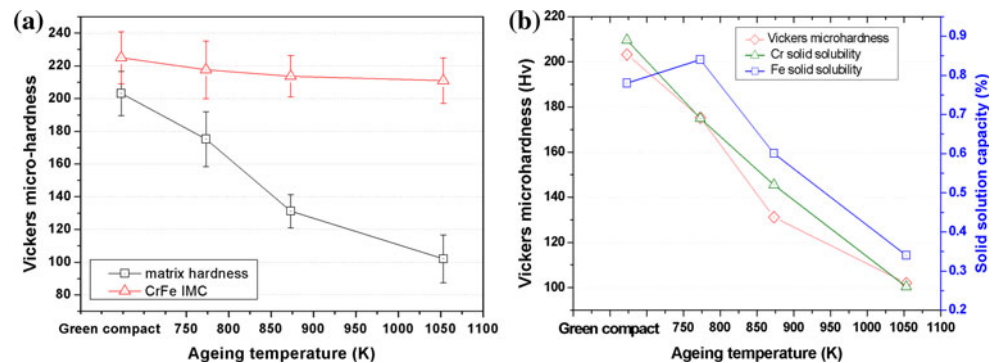 (a)
Vickers micro-hardness
240
220
200
180
160
140
120
100
80
matrix hardness
CrFe IMC
Green compact 750 800 850 900 950 1000 1050 1100
Ageing temperature (K)
(b)
Vickers microhardness (Hv)
220
200
180
160
140
120
100
Vickers microhardness
Cr solid solubility
Fe solid solubility
0.9
0.8
0.7
0.6
0.5
0.4
0.3
0.2
Solid solution capacity (%)
Green compact 750 800 850 900 950 1000 1050 1100
Ageing temperature (K)